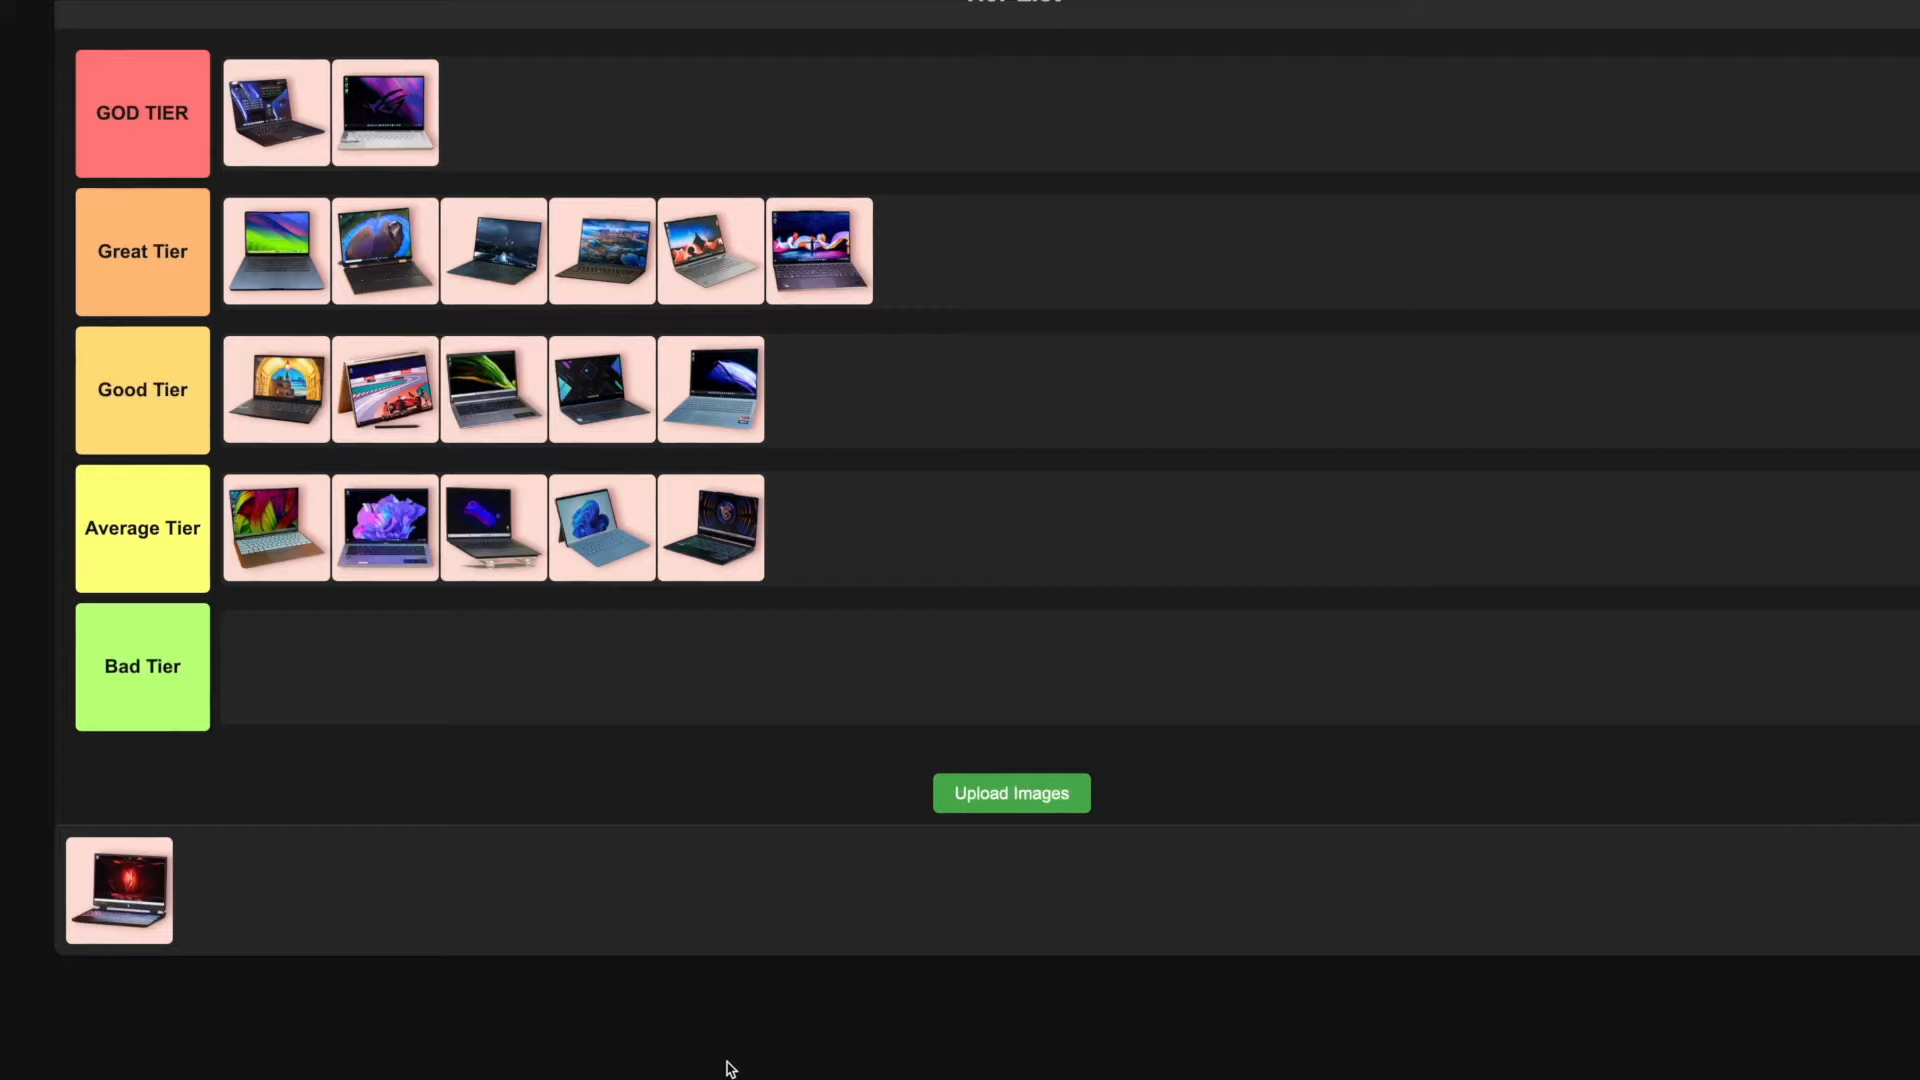 GOD TIER
Great Tier
Good Tier
Average Tier
Bad Tier
Upload Images